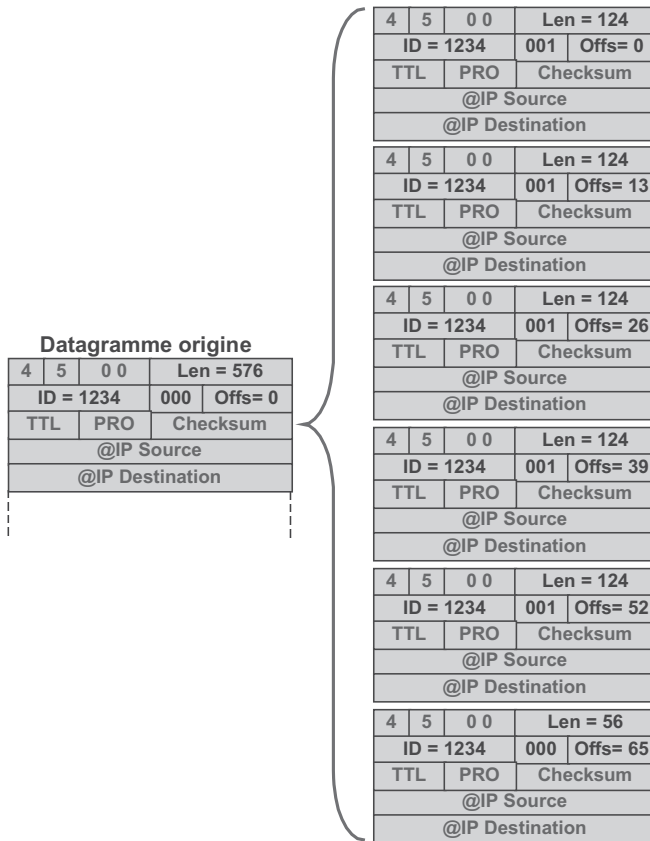 Datagramme origine
4 5 0 0 Len = 576
ID = 1234 000 Offs= 0
TTL PRO Checksum
@IP Source
@IP Destination
4 5 0 0 Len = 124
ID = 1234 001 Offs= 0
TTL PRO Checksum
@IP Source
@IP Destination
4 5 0 0 Len = 124
ID = 1234 001 Offs= 13
TTL PRO Checksum
@IP Source
@IP Destination
4 5 0 0 Len = 124
ID = 1234 001 Offs= 26
TTL PRO Checksum
@IP Source
@IP Destination
4 5 0 0 Len = 124
ID = 1234 001 Offs= 39
TTL PRO Checksum
@IP Source
@IP Destination
4 5 0 0 Len = 124
ID = 1234 001 Offs= 52
TTL PRO Checksum
@IP Source
@IP Destination
4 5 0 0 Len = 56
ID = 1234 000 Offs= 65
TTL PRO Checksum
@IP Source
@IP Destination